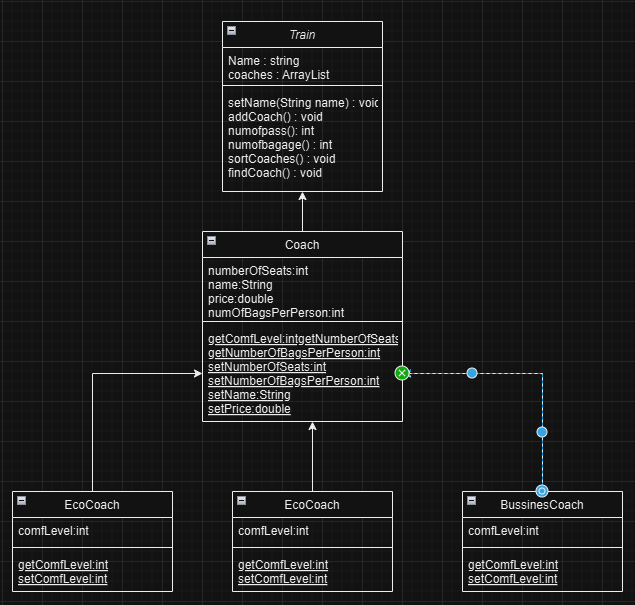 Train
Name : string
coaches : ArrayList
setName(String name) : void
addCoach() : void
numofpass(): int
numofbagage() : int
sortCoaches() : void
findCoach() : void
Coach
numberOfSeats:int
name:String
price:double
numOfBagsPerPerson:int
getComfLevel:intgetNumberOfSeats
getNumberOfBagsPerPerson:int
setNumberOfSeats:int
setNumberOfBagsPerPerson:int
setName:String
setPrice:double
EcoCoach
comfLevel:int
getComfLevel:int
setComfLevel:int
EcoCoach
comfLevel:int
getComfLevel:int
setComfLevel:int
BussinesCoach
comfLevel:int
getComfLevel:int
setComfLevel:int